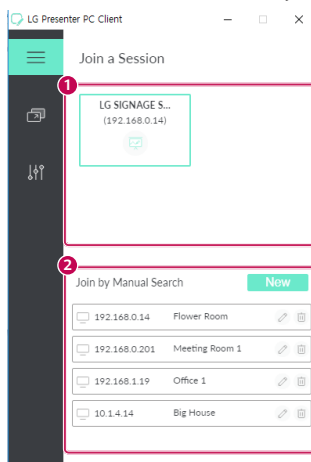 LG Presenter PC Client
Join a Session
1
LG SIGNAGE S...
(192.168.0.14)
2
Join by Manual Search New
192.168.0.14 Flower Room
192.168.0.201 Meeting Room 1
192.168.1.19 Office 1
10.1.4.14 Big House